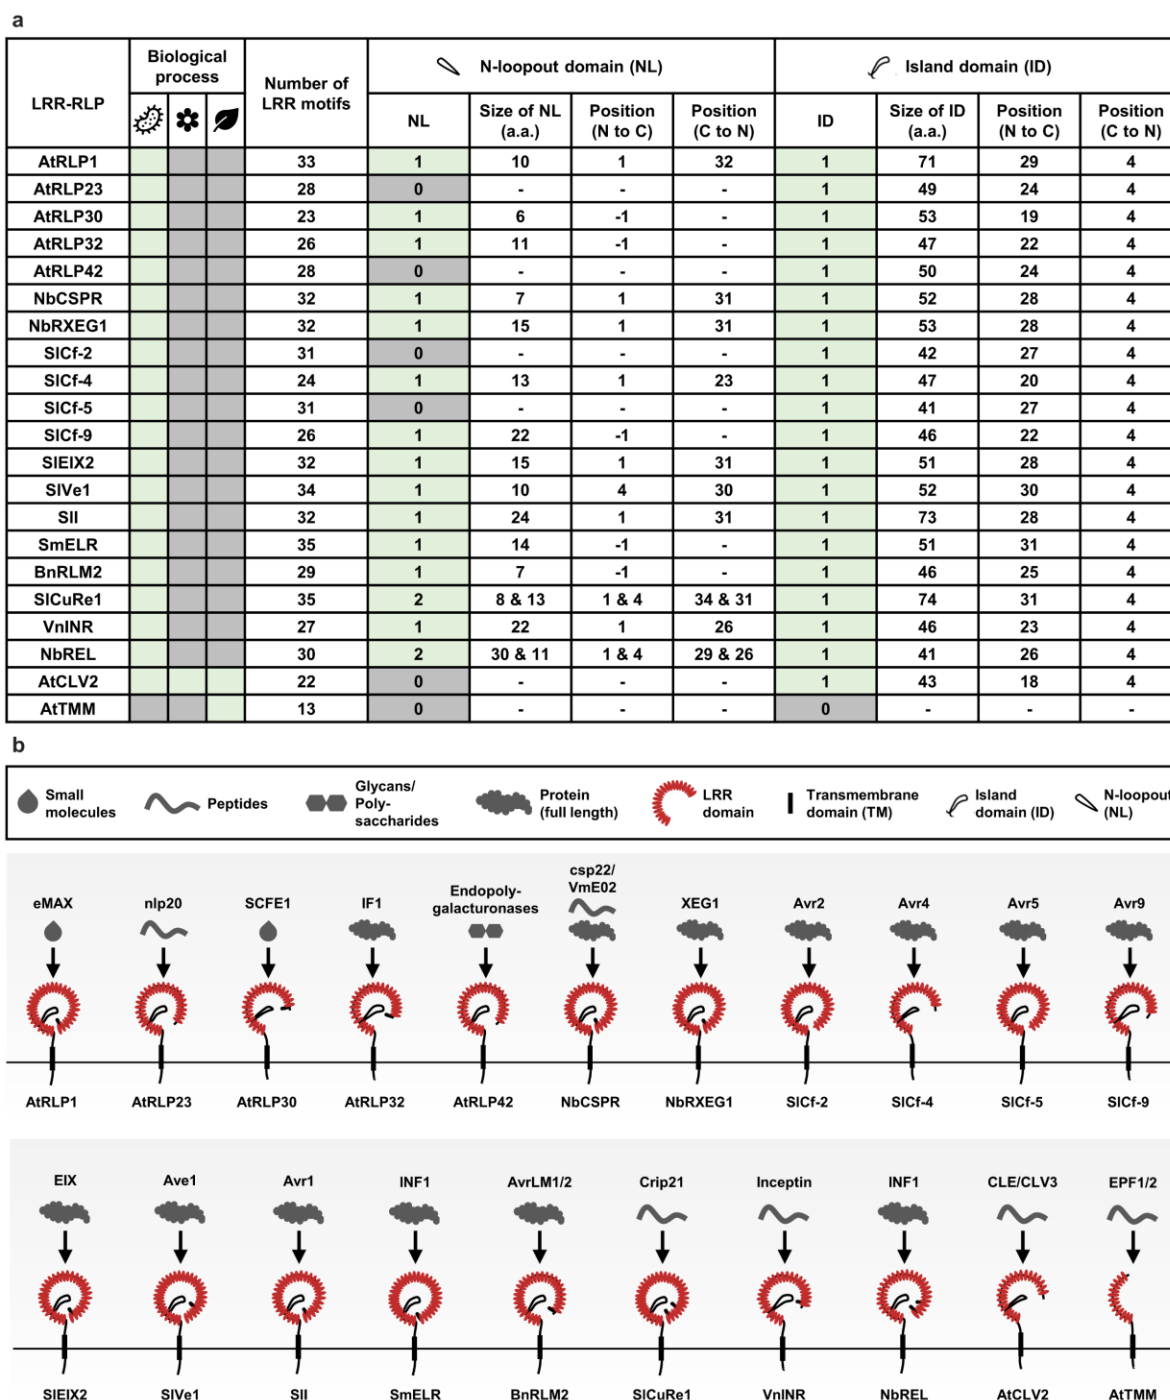 a
LRR-RLP Biological process Number of LRR motifs N-loopout domain (NL) Island domain (ID)
NL Size of NL (a.a.) Position (N to C) Position (C to N) ID Size of ID (a.a.) Position (N to C) Position (C to N)
AtRLP1 33 1 10 1 32 1 71 29 4
AtRLP23 28 0 - - - 1 49 24 4
AtRLP30 23 1 6 -1 - 1 53 19 4
AtRLP32 26 1 11 -1 - 1 47 22 4
AtRLP42 28 0 - - - 1 50 24 4
NbCSPR 32 1 7 1 31 1 52 28 4
NbRXEG1 32 1 15 1 31 1 53 28 4
SlCf-2 31 0 - - - 1 42 27 4
SlCf-4 24 1 13 1 23 1 47 20 4
SlCf-5 31 0 - - - 1 41 27 4
SlCf-9 26 1 22 -1 - 1 46 22 4
SlEIX2 32 1 15 1 31 1 51 28 4
SlVe1 34 1 10 4 30 1 52 30 4
SlI 32 1 24 1 31 1 73 28 4
SmELR 35 1 14 -1 - 1 51 31 4
BnRLM2 29 1 7 -1 - 1 46 25 4
SlCuRe1 35 2 8 & 13 1 & 4 34 & 31 1 74 31 4
VnINR 27 1 22 1 26 1 46 23 4
NbREL 30 2 30 & 11 1 & 4 29 & 26 1 41 26 4
AtCLV2 22 0 - - - 1 43 18 4
AtTMM 13 0 - - - 0 - - -
b
Small molecules Peptides Glycans/ Poly- saccharides Protein (full length) LRR domain Transmembrane domain (TM) Island domain (ID) N-loopout (NL)
eMAX nlp20 SCFE1 IF1 Endopoly- galacturonases csp22/ VmE02 XEG1 Avr2 Avr4 Avr5 Avr9
AtRLP1 AtRLP23 AtRLP30 AtRLP32 AtRLP42 NbCSPR NbRXEG1 SlCf-2 SlCf-4 SlCf-5 SlCf-9
EIX Ave1 Avr1 INF1 AvrLM1/2 Crip21 Inceptin INF1 CLE/CLV3 EPF1/2
SlEIX2 SlVe1 SlI SmELR BnRLM2 SlCuRe1 VnINR NbREL AtCLV2 AtTMM